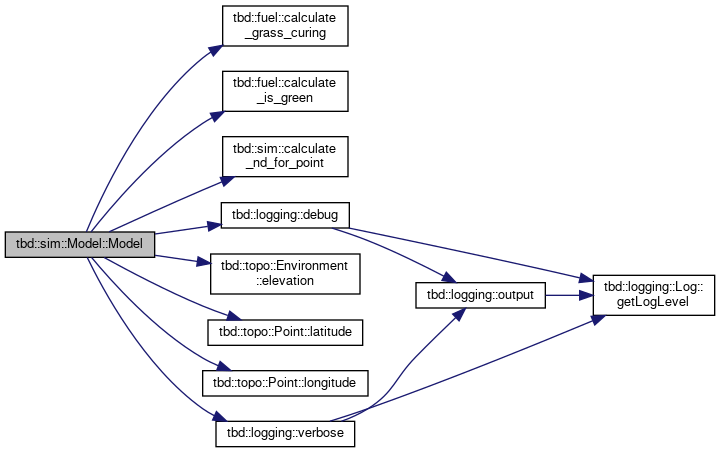 tbd::fuel::calculate
_grass_curing
tbd::fuel::calculate
_is_green
tbd::sim::calculate
_nd_for_point
tbd::logging::debug
tbd::sim::Model::Model
tbd::topo::Environment
::elevation
tbd::logging::output
tbd::logging::Log::
getLogLevel
tbd::topo::Point::latitude
tbd::topo::Point::longitude
tbd::logging::verbose